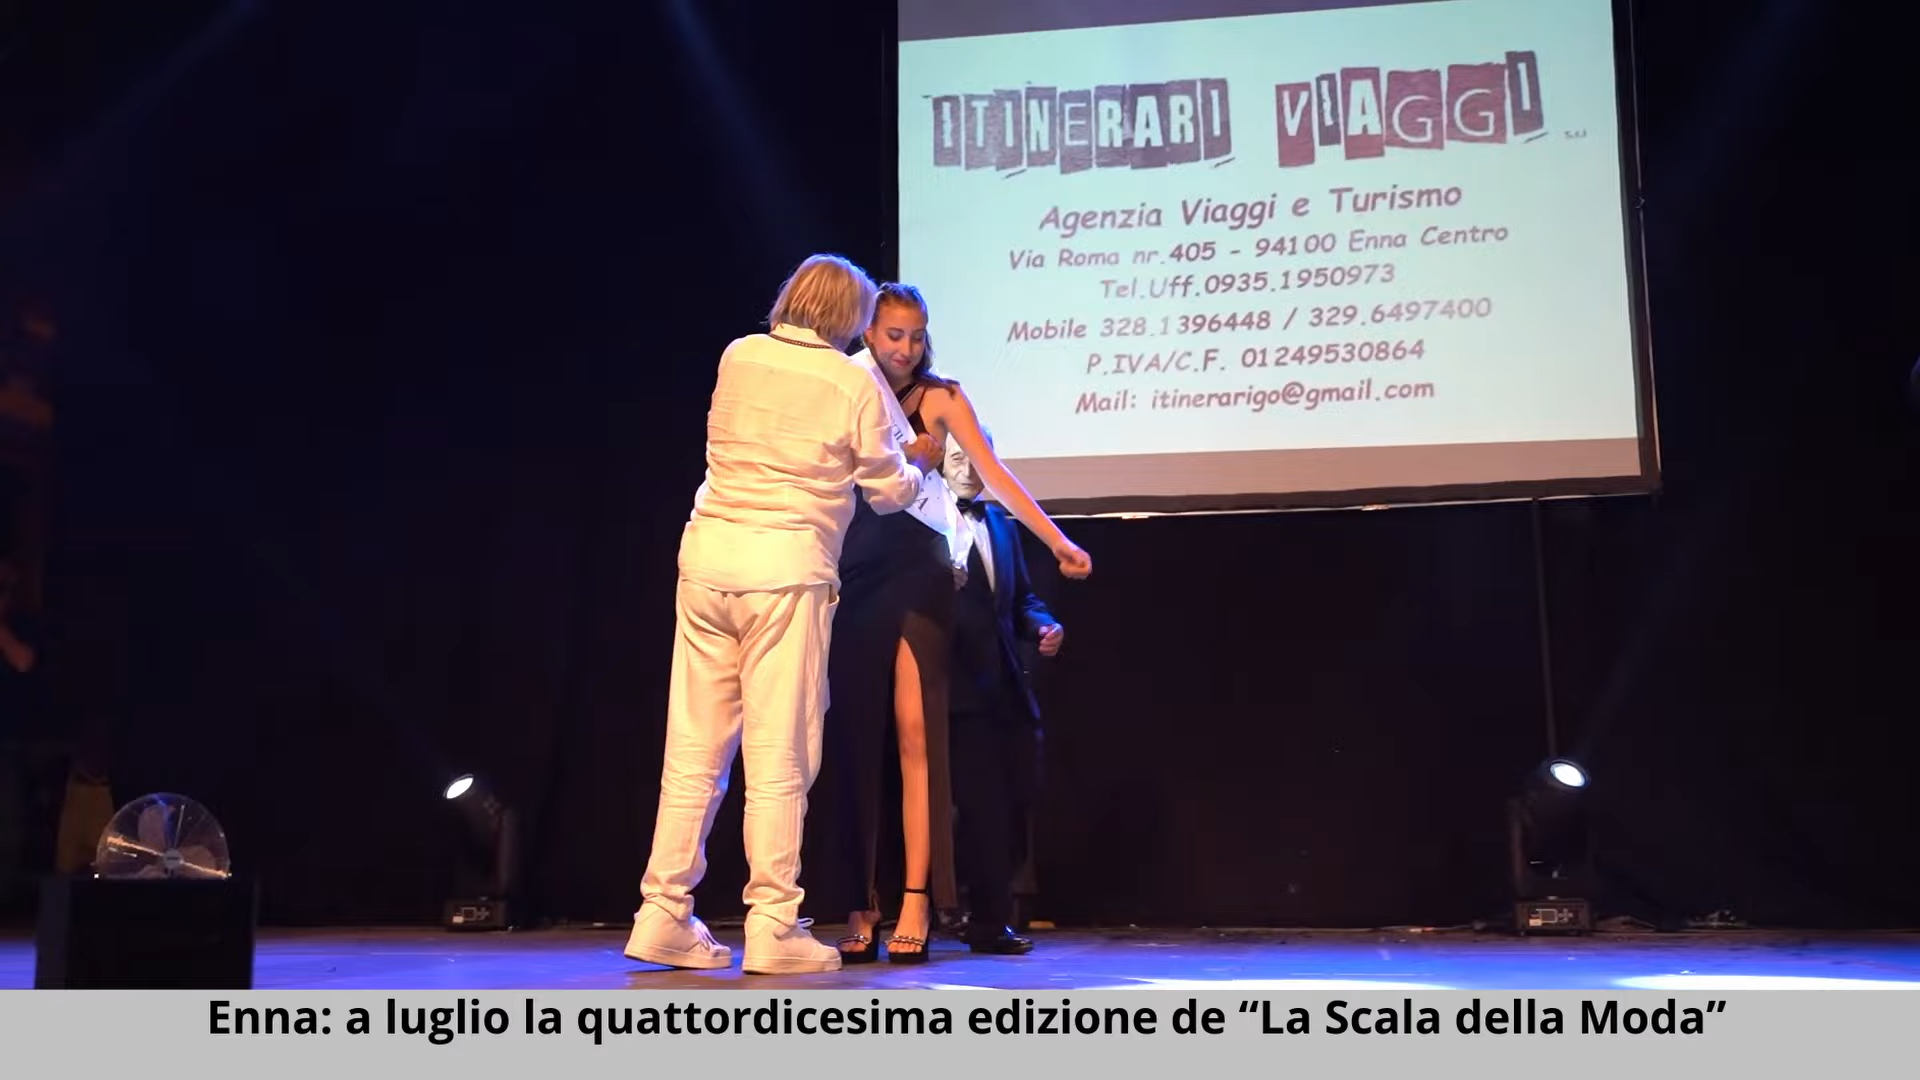 ITINERARI VIAGGI
Agenzia Viaggi e Turismo
Via Roma nr.405 - 94100 Enna Centro
Tel.Uff.0935.1950973
Mobile 328.1396448 / 329.6497400
P.IVA/C.F. 01249530864
Mail: itinerarigo@gmail.com
Enna: a luglio la quattordicesima edizione de “La Scala della Moda”